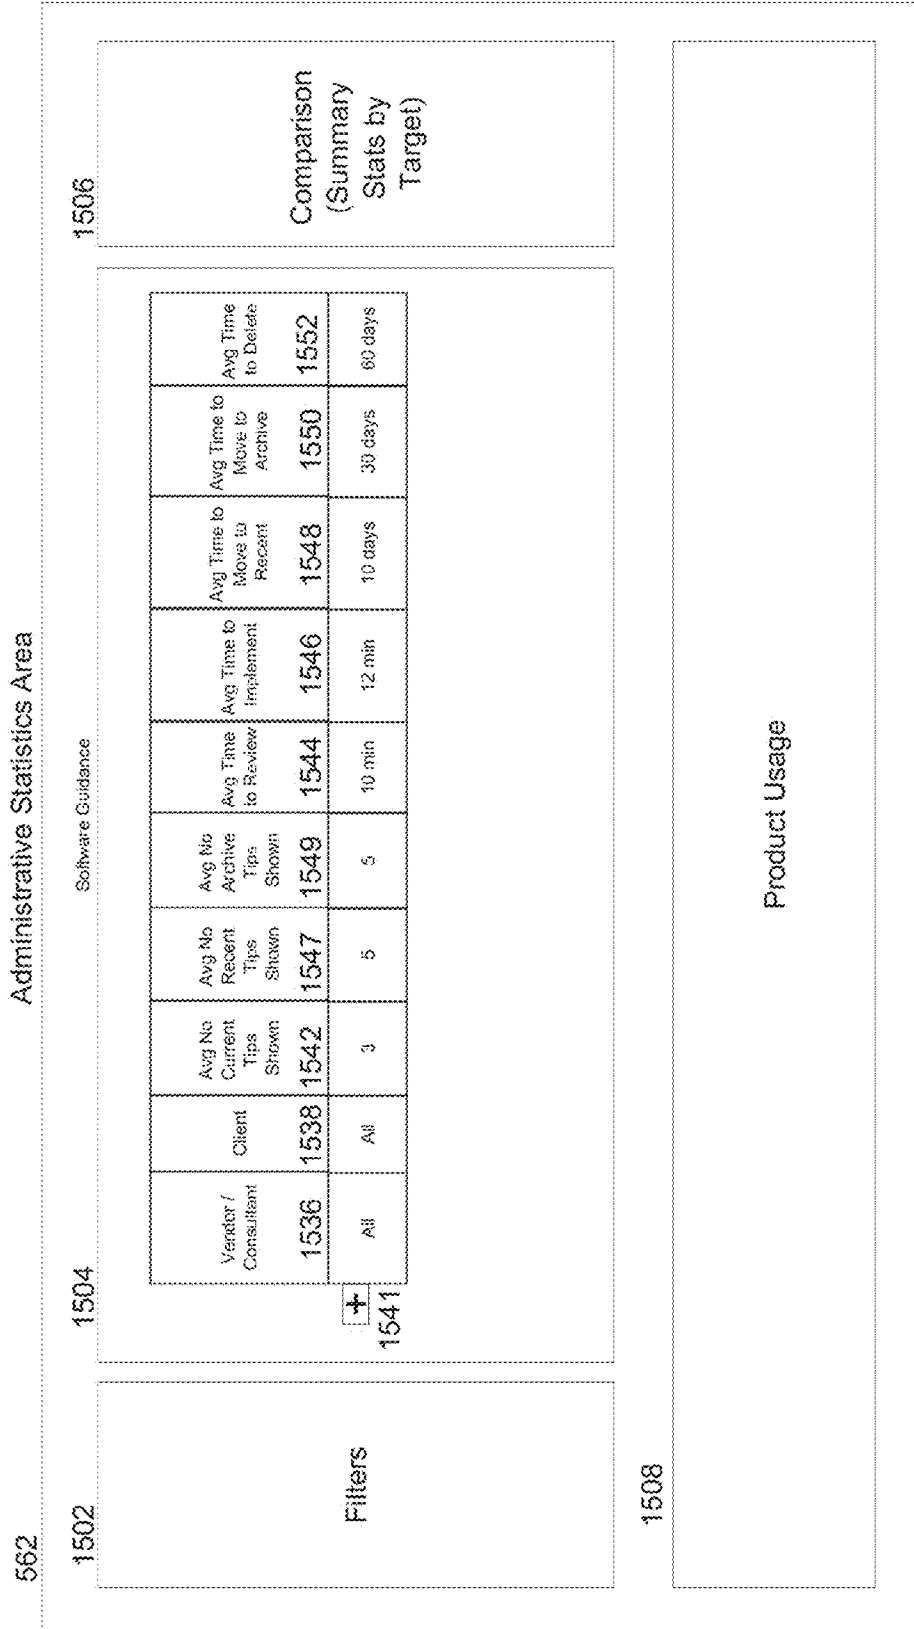 562
Administrative Statistics Area
1502
Filters
1504
Software Guidance
Vendor /
Consultant
1536
Client
1538
Avg No
Current
Tips
Shown
1542
Avg No
Recent
Tips
Shown
1547
Avg No
Archive
Tips
Shown
1549
Avg Time
to Review
1544
Avg Time to
Implement
1546
Avg Time to
Move to
Recent
1548
Avg Time to
Move to
Archive
1550
Avg Time
to Delete
1552
+
1541
All
All
3
5
5
10 min
12 min
10 days
30 days
60 days
1506
Comparison
(Summary
Stats by
Target)
1508
Product Usage